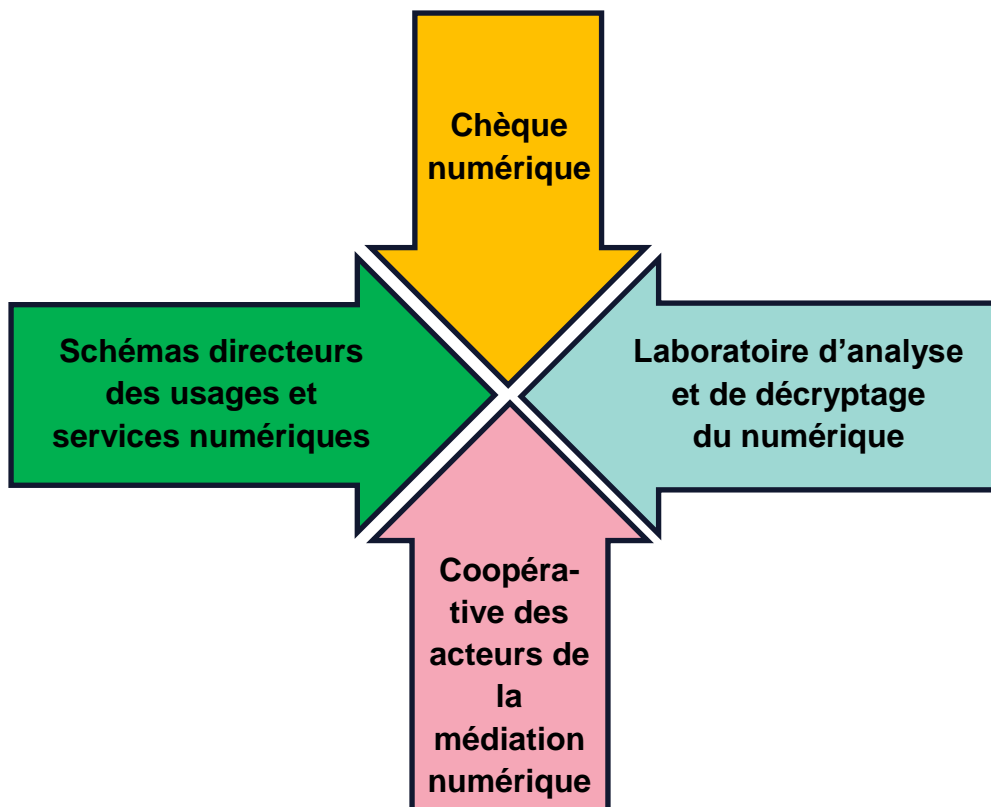 Chèque
numérique
Schémas directeurs
des usages et
services numériques
Laboratoire d’analyse
et de décryptage
du numérique
Coopéra-
tive des
acteurs de
la
médiation
numérique